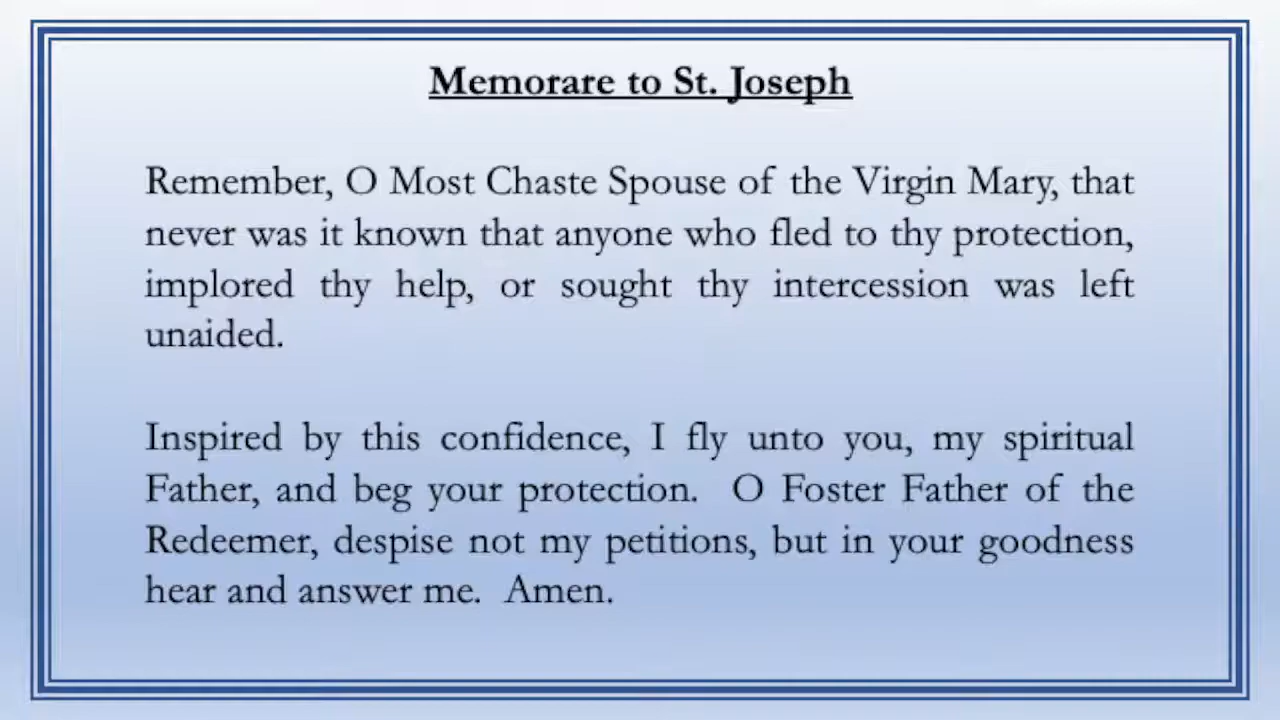 Memorare to St. Joseph
Remember, O Most Chaste Spouse of the Virgin Mary, that
never was it known that anyone who fled to thy protection,
implored thy help, or sought thy intercession was left
unaided.
Inspired by this confidence, I fly unto you, my spiritual
Father, and beg your protection.  O Foster Father of the
Redeemer, despise not my petitions, but in your goodness
hear and answer me.  Amen.